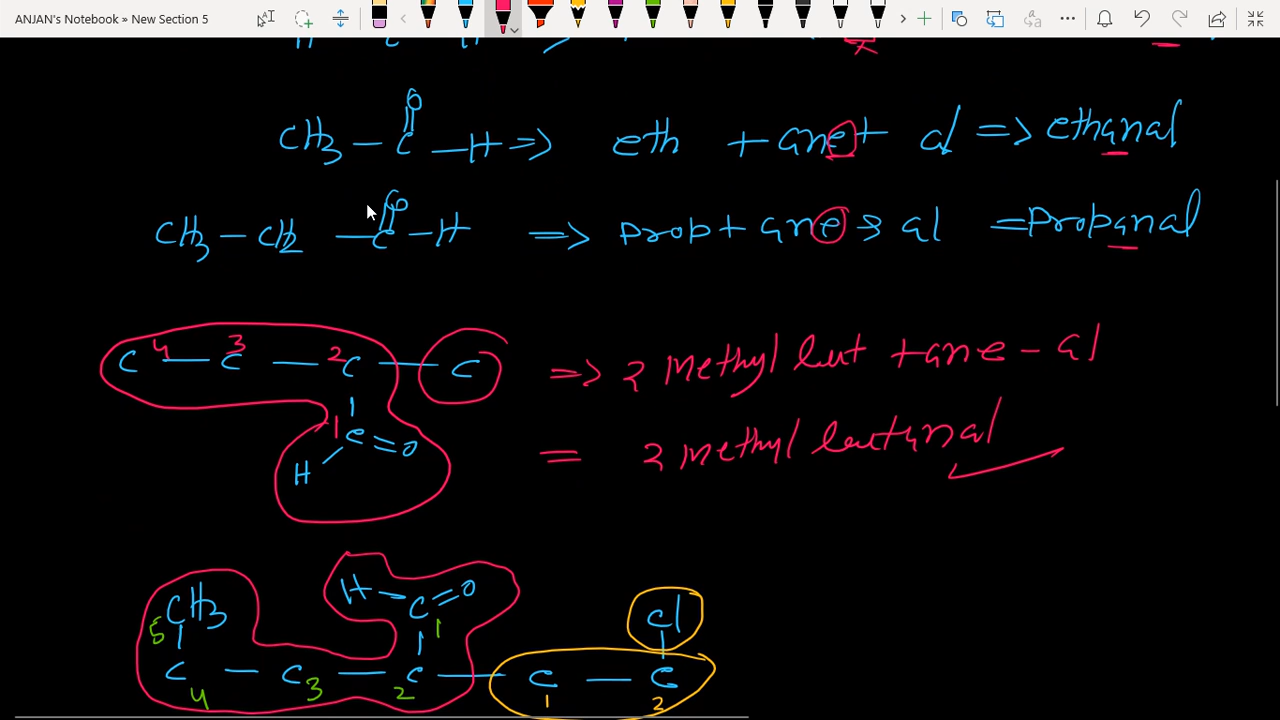 ANJAN's Notebook » New Section 5
CH3 - C - H => eth + ane + al => ethanal
O
CH3 - CH2 - C - H => prop + ane → al = Propanal
O
C 4 — C 3 — 2 C — C => 2 Methyl but + ane - al
1 C = O
H
= 2 Methyl butanal
H - C = O
1
CH3
5
Cl
C — C — C — C — C
4 3 2 1 2